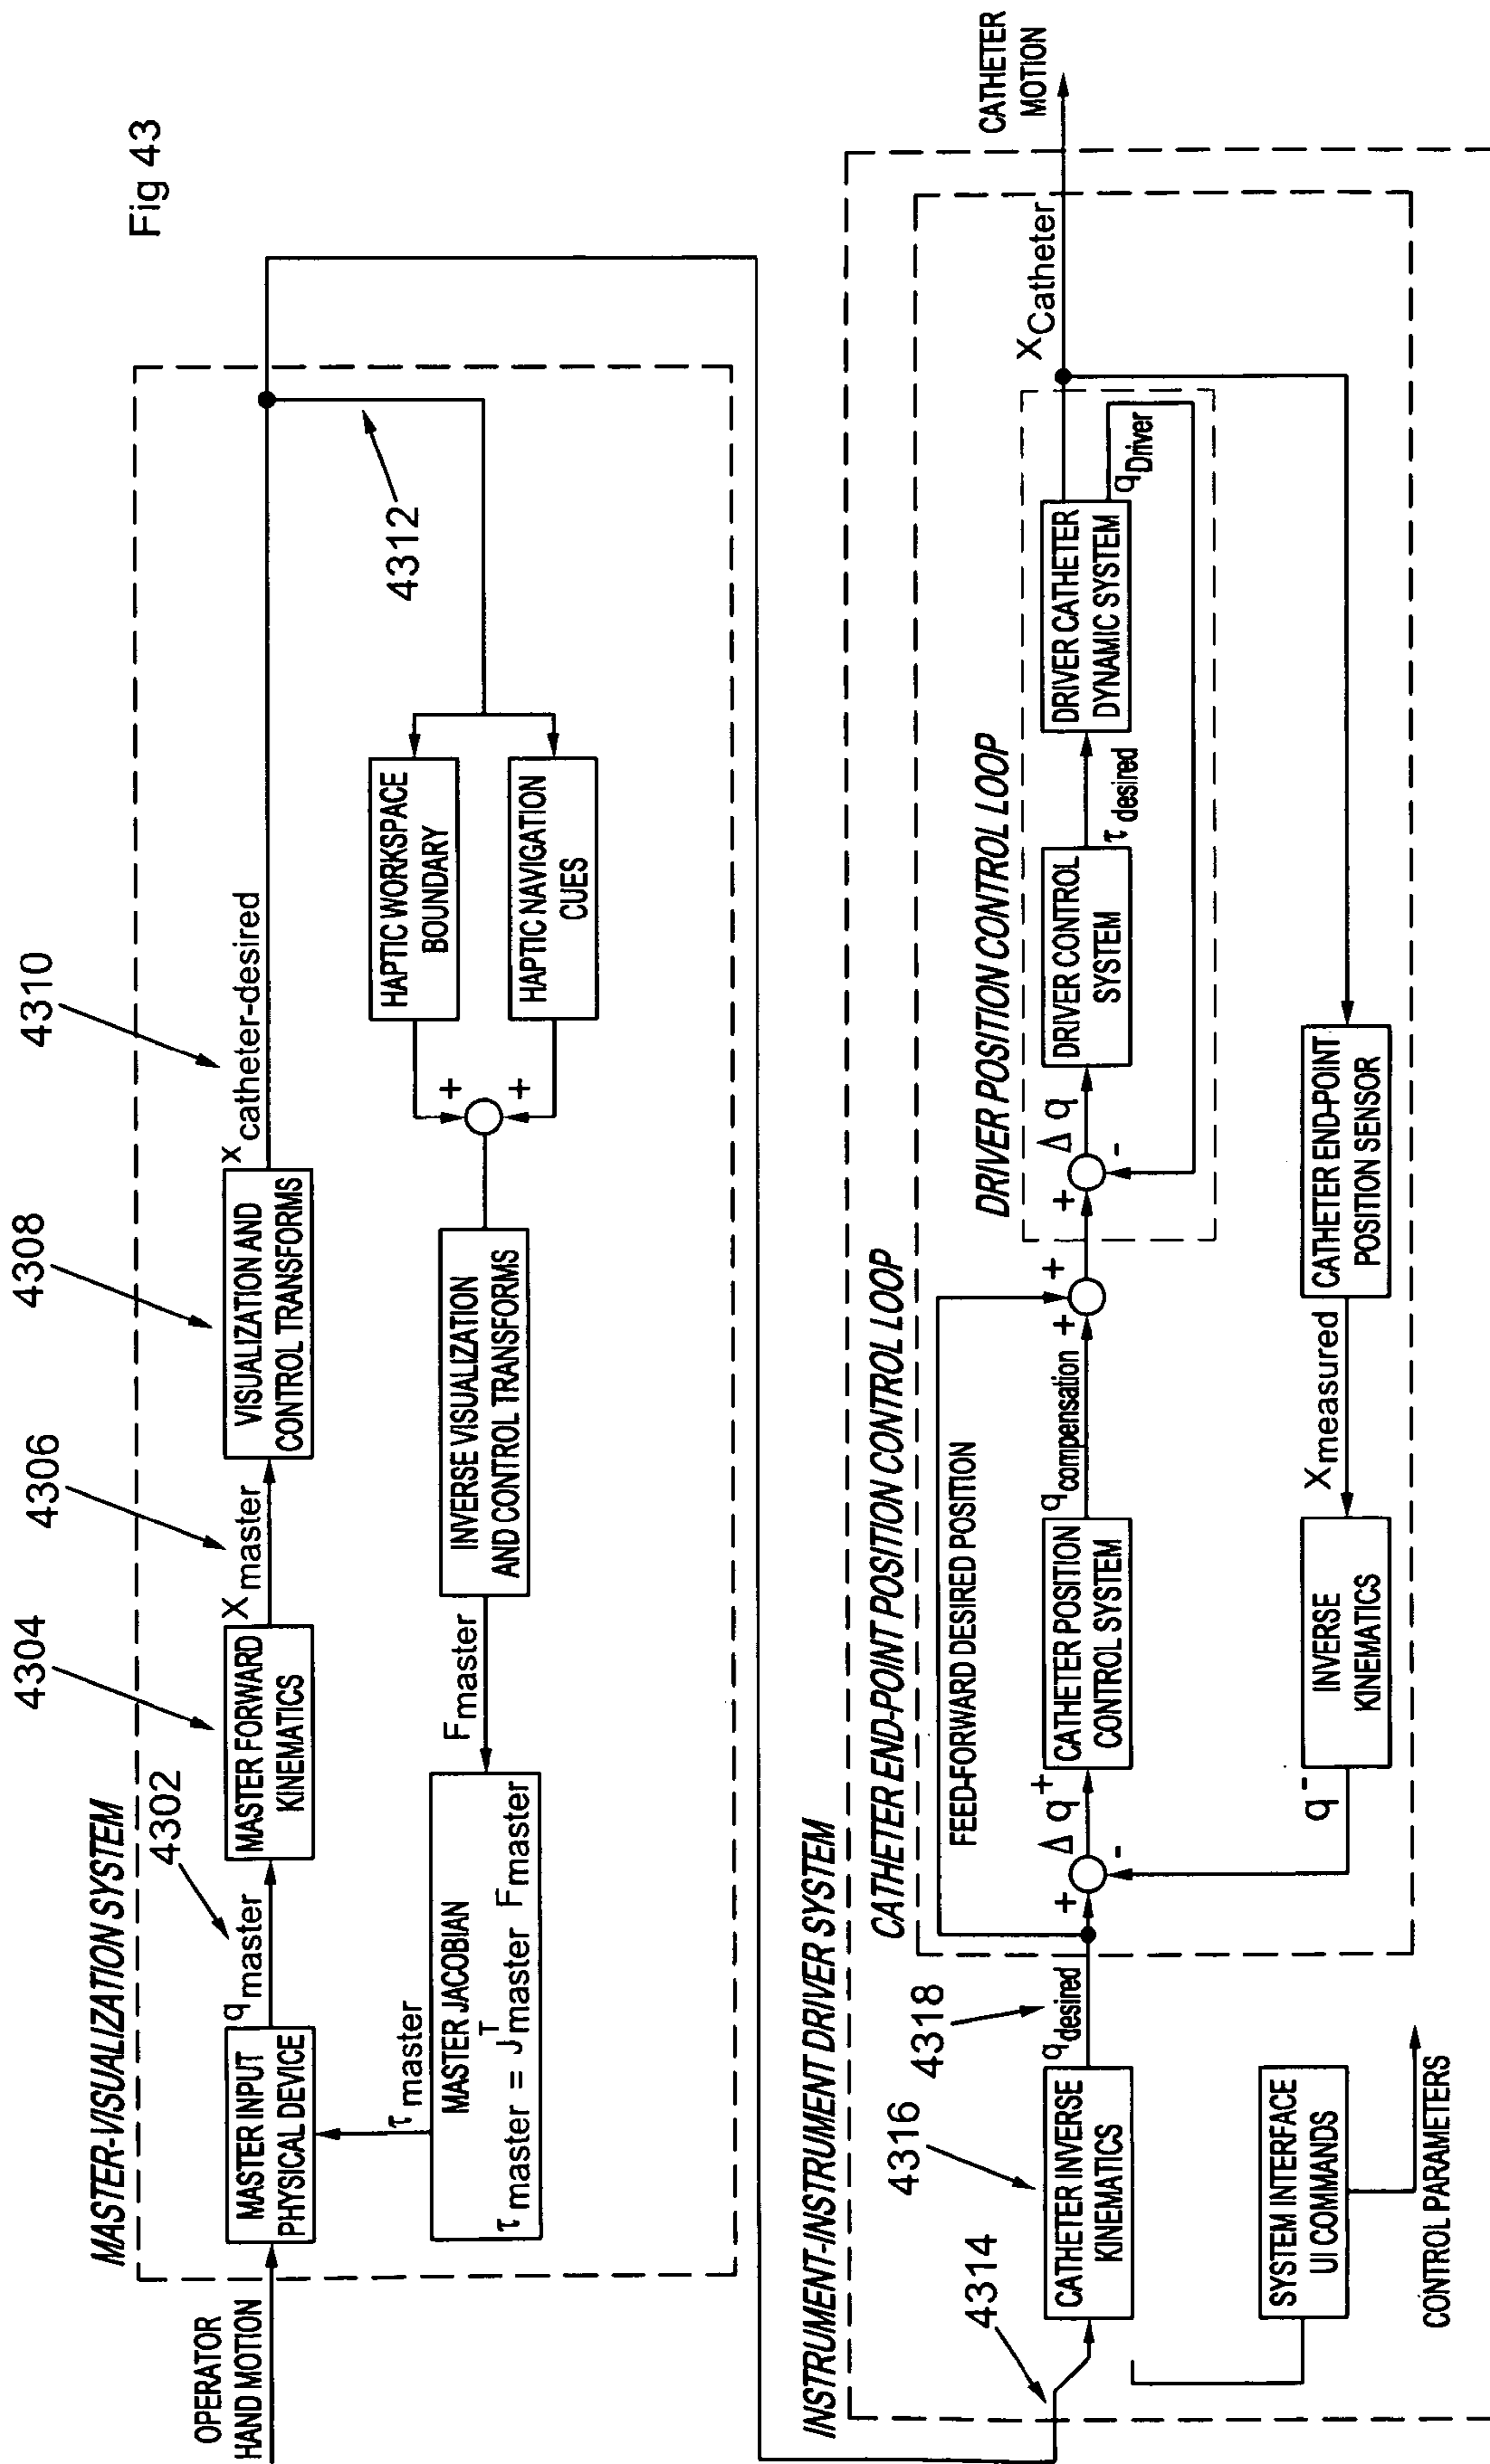 Fig 43
MASTER-VISUALIZATION SYSTEM
4302
4304
4306
4308
4310
OPERATOR
HAND MOTION
MASTER INPUT
PHYSICAL DEVICE
q master
MASTER FORWARD
KINEMATICS
X master
VISUALIZATION AND
CONTROL TRANSFORMS
x catheter-desired
4312
τ master
MASTER JACOBIAN
τ master = J T master F master
F master
INVERSE VISUALIZATION
AND CONTROL TRANSFORMS
+
+
HAPTIC WORKSPACE
BOUNDARY
HAPTIC NAVIGATION
CUES
INSTRUMENT-INSTRUMENT DRIVER SYSTEM
4314
4316
CATHETER INVERSE
KINEMATICS
4318
q desired
SYSTEM INTERFACE
UI COMMANDS
CONTROL PARAMETERS
CATHETER END-POINT POSITION CONTROL LOOP
FEED-FORWARD DESIRED POSITION
+
-
Δ q +
CATHETER POSITION
CONTROL SYSTEM
q compensation
+
+
DRIVER POSITION CONTROL LOOP
+
-
Δ q
DRIVER CONTROL
SYSTEM
τ desired
DRIVER CATHETER
DYNAMIC SYSTEM
q Driver
X Catheter
CATHETER
MOTION
q -
INVERSE
KINEMATICS
X measured
CATHETER END-POINT
POSITION SENSOR